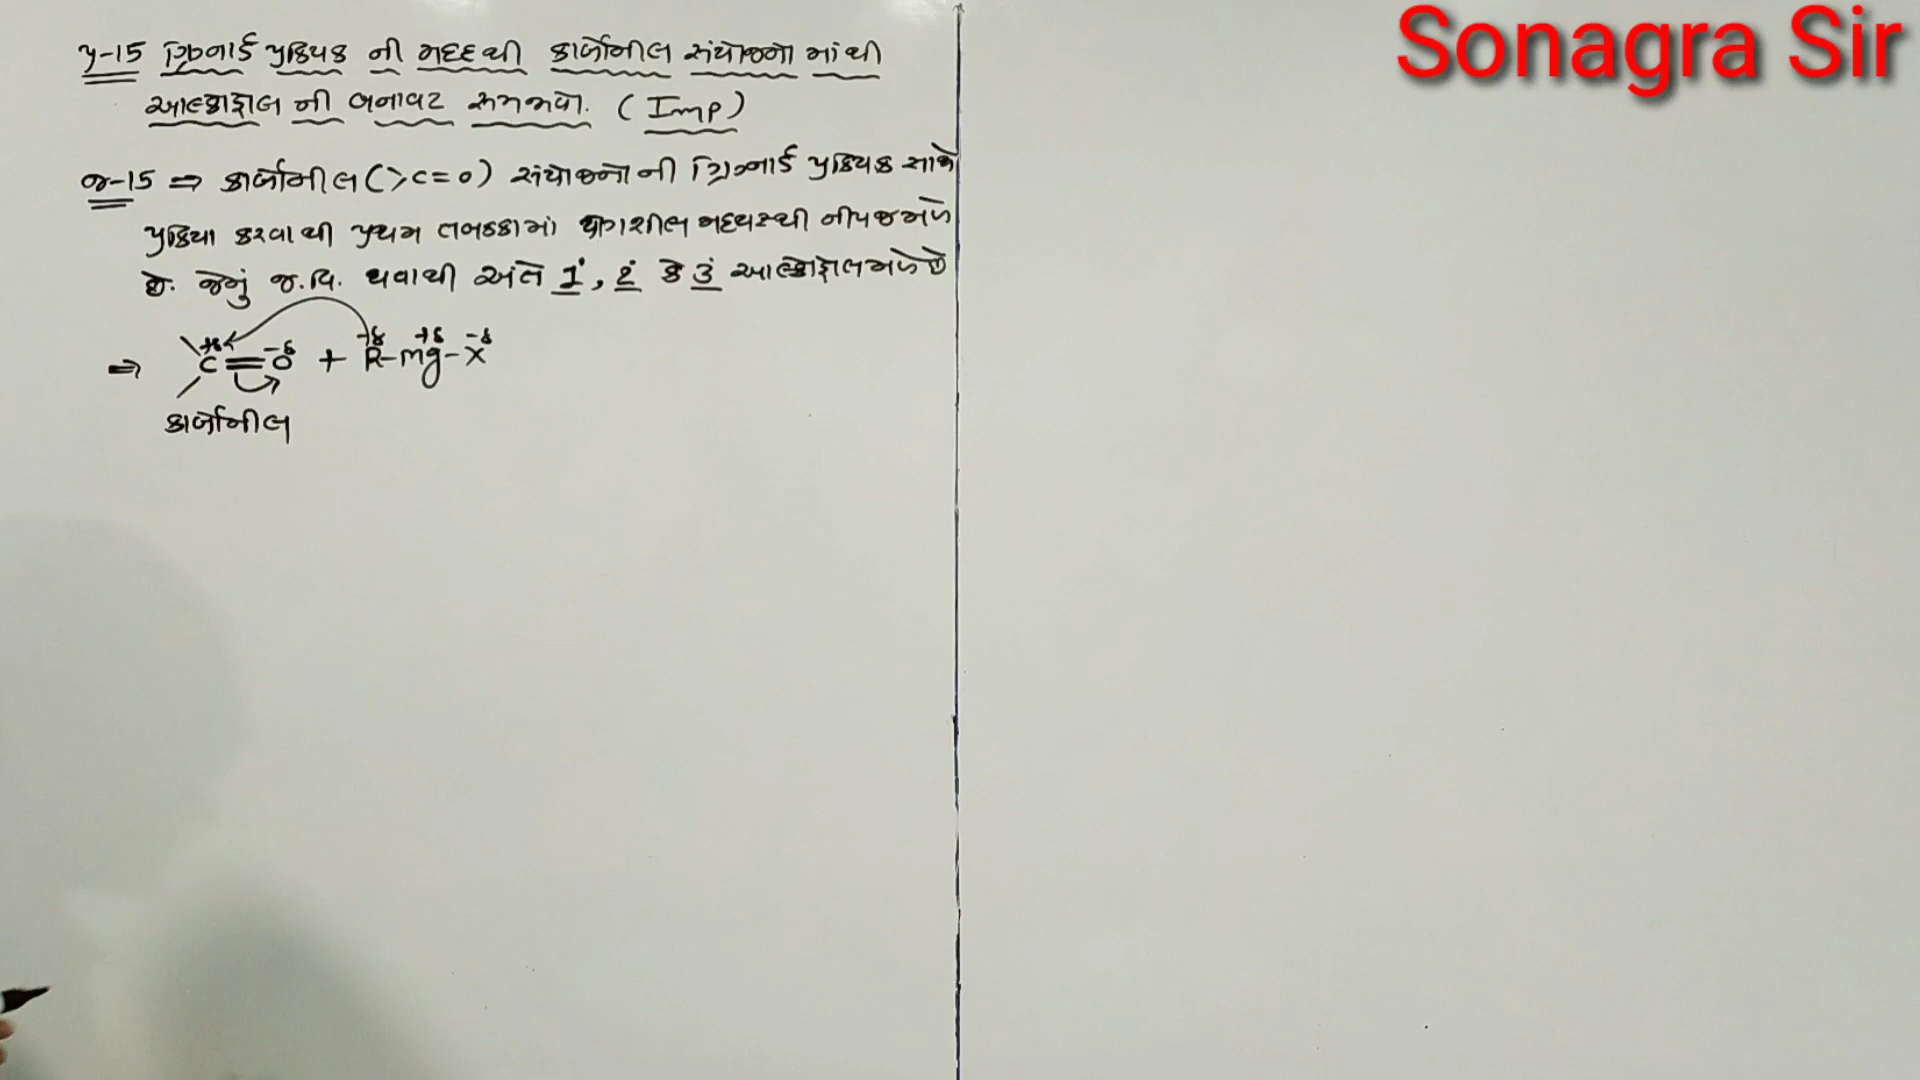 Sonagra Sir
પ્ર-15 ગ્રિગ્નાર્ડ પ્રક્રિયક ની મદદથી કાર્બોનીલ સંયોજનો માંથી
આલ્કોહોલ ની બનાવટ સમજાવો. (Imp)
જ-15 ⇒ કાર્બોનીલ (>C=O) સંયોજનોની ગ્રિગ્નાર્ડ પ્રક્રિયક સાથે
પ્રક્રિયા કરવાથી પ્રથમ તબક્કામાં યોગશીલ મધ્યસ્થી નીપજ મળે
છે. જેનું જ.વિ. થવાથી અંતે 1°, 2° કે 3° આલ્કોહોલ મળે છે
⇒ C=O + R-Mg-X
+δ -δ -δ +δ -δ
કાર્બોનીલ